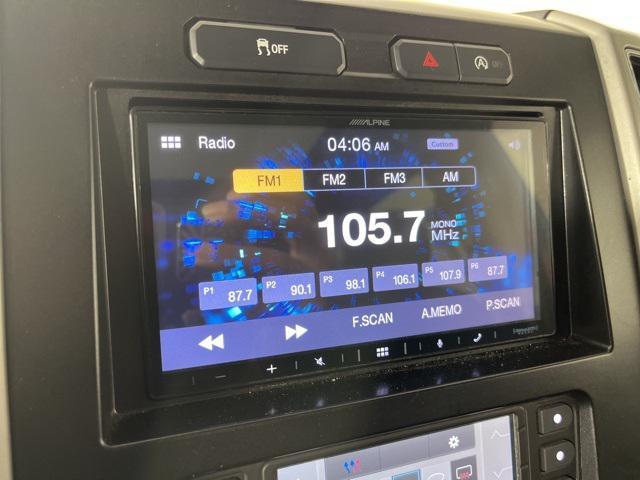 OFF
OFF
ALPINE
Radio 04:06 AM Custom
FM1 FM2 FM3 AM
105.7 MONO MHz
P1 87.7 P2 90.1 P3 98.1 P4 106.1 P5 107.9 P6 87.7
F.SCAN A.MEMO P.SCAN